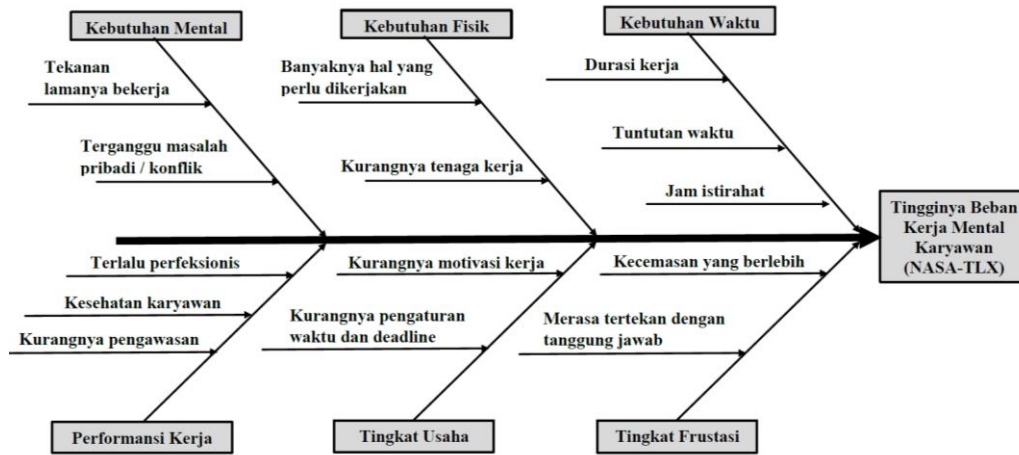 Kebutuhan Mental
Kebutuhan Fisik
Kebutuhan Waktu
Tekanan
lamanya bekerja
Terganggu masalah
pribadi / konflik
Banyaknya hal yang
perlu dikerjakan
Kurangnya tenaga kerja
Durasi kerja
Tuntutan waktu
Jam istirahat
Tingginya Beban
Kerja Mental
Karyawan
(NASA-TLX)
Terlalu perfeksionis
Kesehatan karyawan
Kurangnya pengawasan
Kurangnya motivasi kerja
Kurangnya pengaturan
waktu dan deadline
Kecemasan yang berlebih
Merasa tertekan dengan
tanggung jawab
Performansi Kerja
Tingkat Usaha
Tingkat Frustasi